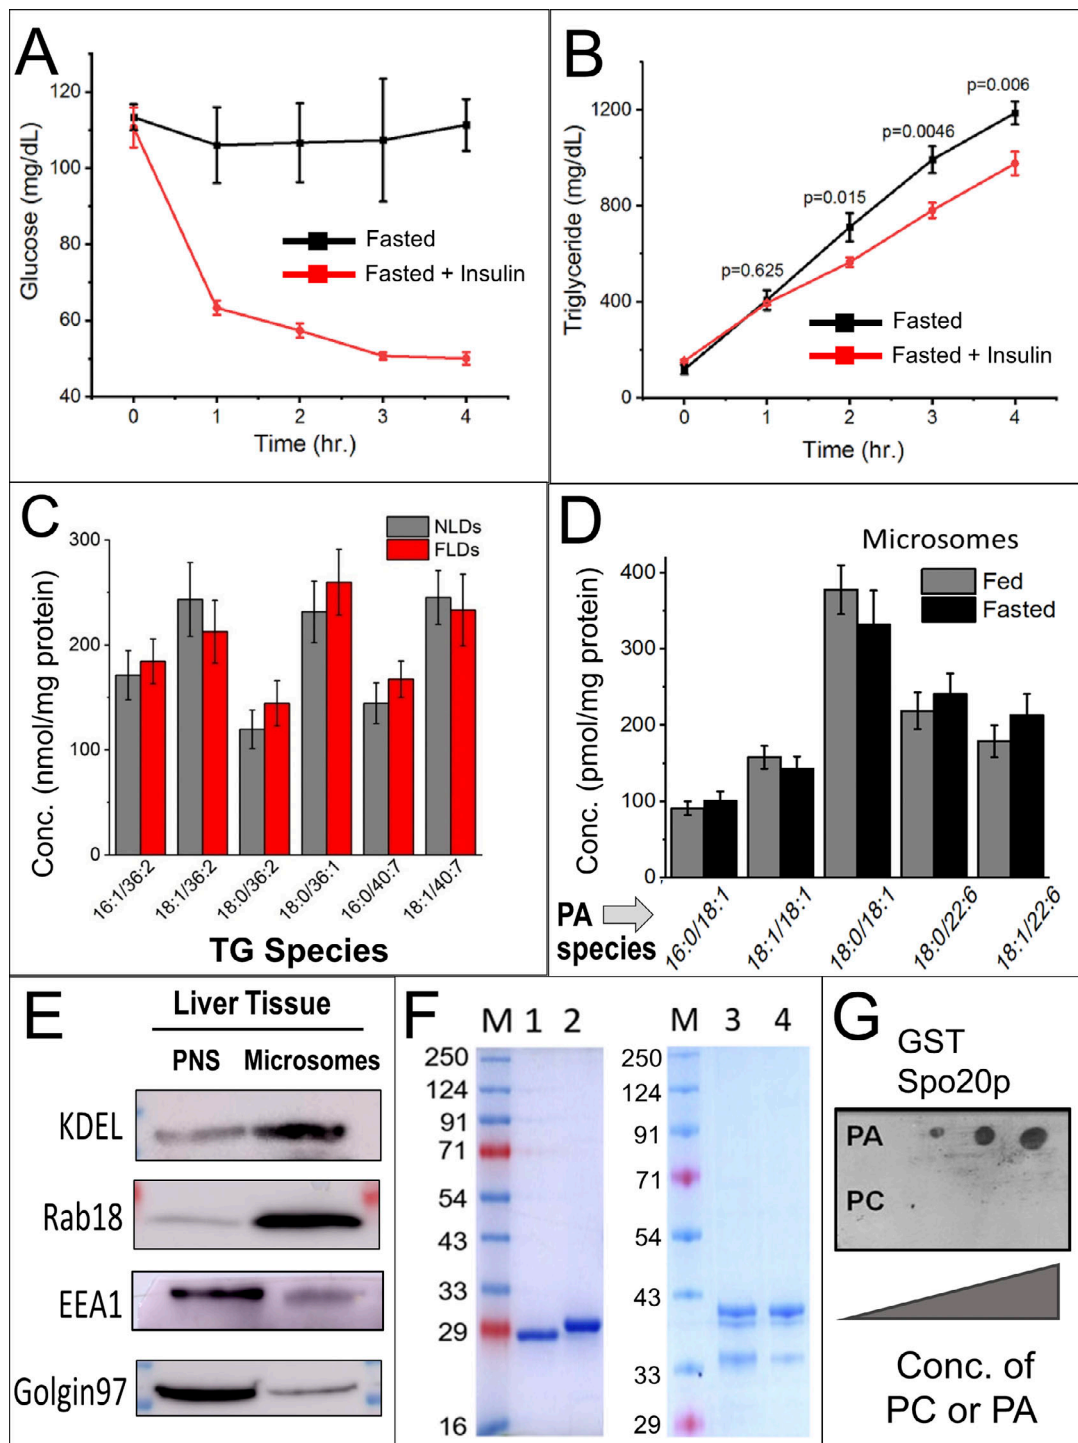 A
Glucose (mg/dL)
120
100
80
60
40
Fasted
Fasted + Insulin
0 1 2 3 4
Time (hr.)
B
Triglyceride (mg/dL)
1200
800
400
0
p=0.625
p=0.015
p=0.0046
p=0.006
Fasted
Fasted + Insulin
0 1 2 3 4
Time (hr.)
C
NLDs
FLDs
Conc. (nmol/mg protein)
300
200
100
0
16:1/36:2
18:1/36:2
18:0/36:2
18:0/36:1
16:0/40:7
18:1/40:7
TG Species
D
Microsomes
Fed
Fasted
Conc. (pmol/mg protein)
400
300
200
100
0
PA
species
16:0/18:1
18:1/18:1
18:0/18:1
18:0/22:6
18:1/22:6
E
Liver Tissue
PNS Microsomes
KDEL
Rab18
EEA1
Golgin97
F
M 1 2
250
124
91
71
54
43
33
29
16
M 3 4
250
124
91
71
54
43
33
29
G
GST
Spo20p
PA
PC
Conc. of
PC or PA